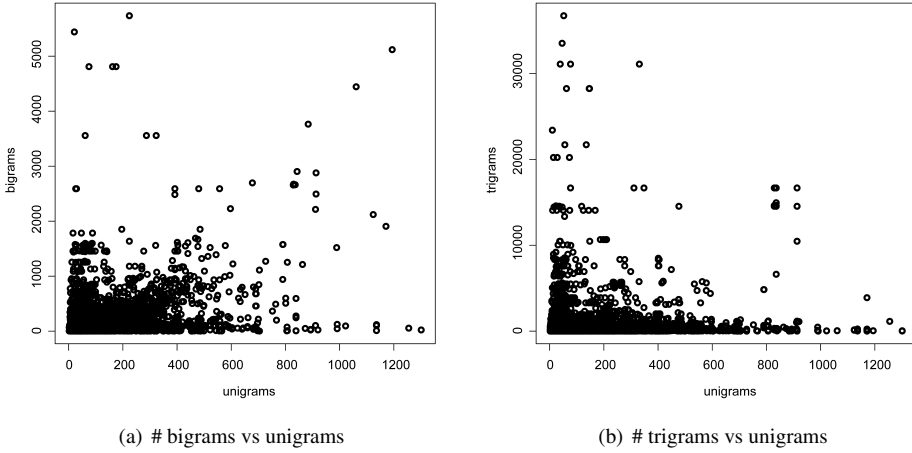 bigrams
0
1000
2000
3000
4000
5000
0 200 400 600 800 1000 1200
unigrams
(a) # bigrams vs unigrams
trigrams
0
10000
20000
30000
0 200 400 600 800 1000 1200
unigrams
(b) # trigrams vs unigrams